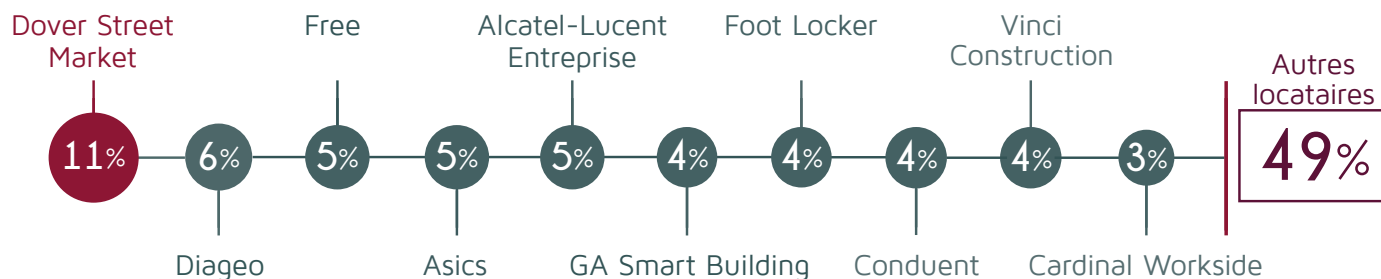 Dover Street
Market
11%
Diageo
6%
Free
5%
Asics
5%
Alcatel-Lucent
Entreprise
5%
GA Smart Building
4%
Foot Locker
4%
Conduent
4%
Vinci
Construction
4%
Cardinal Workside
3%
Autres
locataires
49%